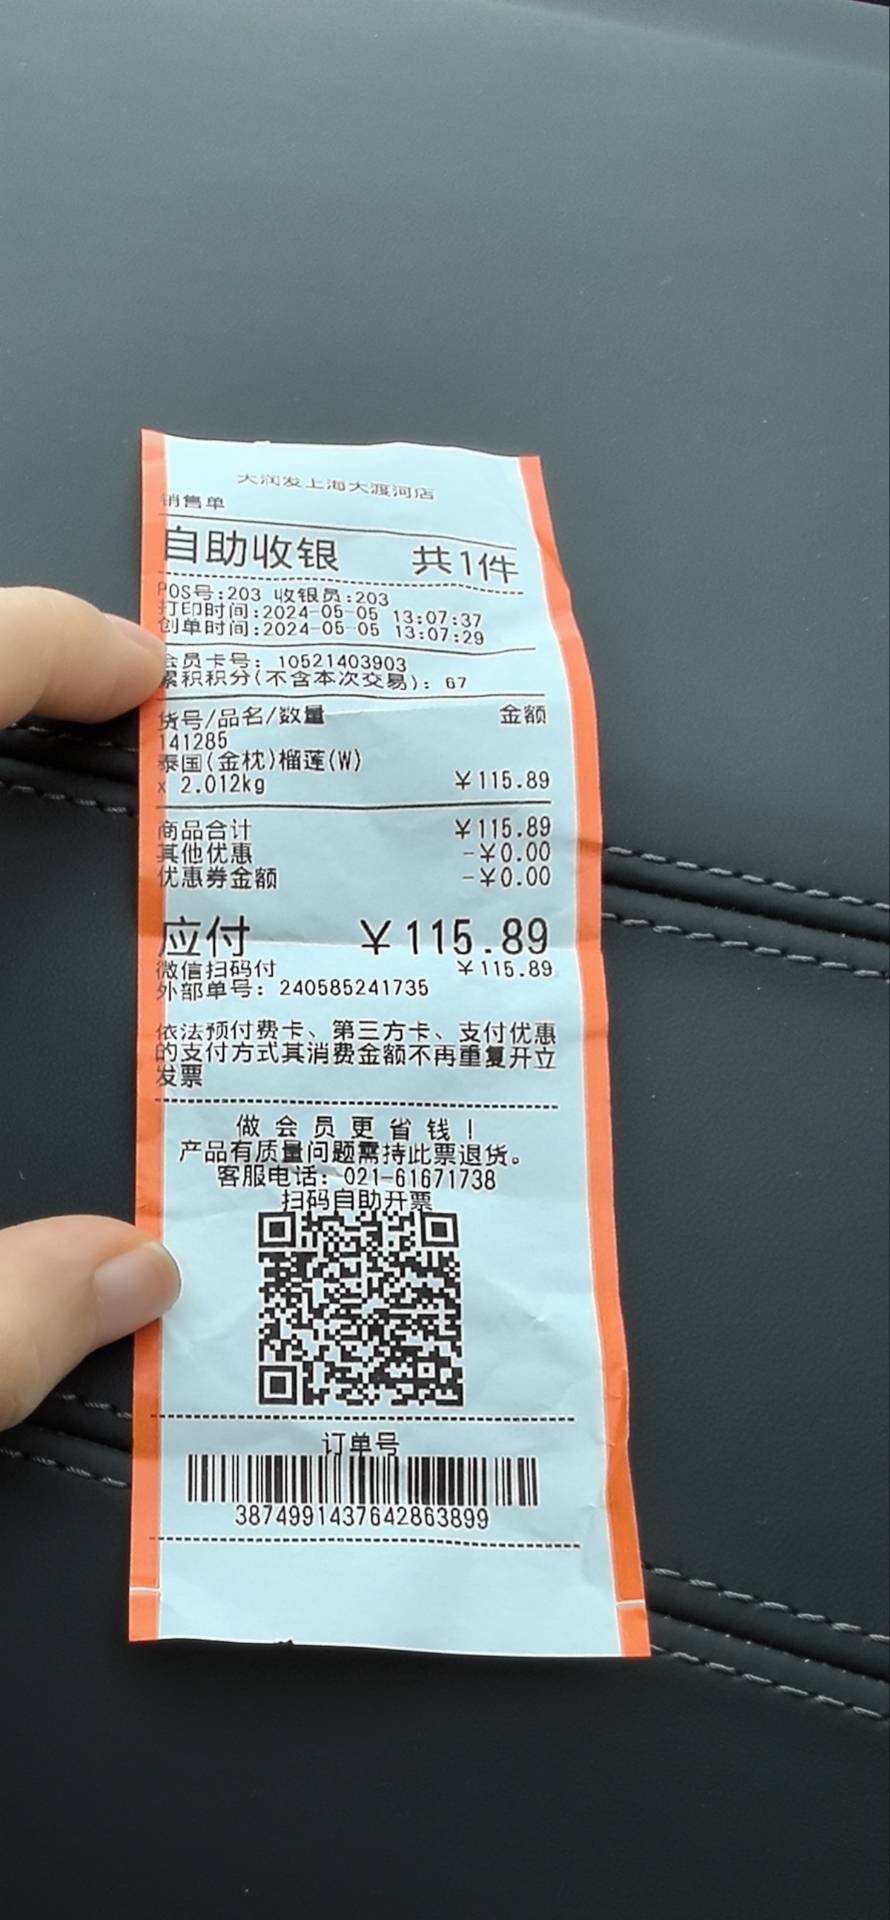 大润发上海大渡河店
销售单
自助收银 共1件
POS号:203 收银员:203
打印时间:2024-05-05 13:07:37
创单时间:2024-05-05 13:07:29
会员卡号: 10521403903
累积积分(不含本次交易): 67
货号/品名/数量 金额
141285
泰国(金枕)榴莲(W)
x 2.012kg ￥115.89
商品合计 ￥115.89
其他优惠 -￥0.00
优惠券金额 -￥0.00
应付 ￥115.89
微信扫码付 ￥115.89
外部单号: 240585241735
依法预付费卡、第三方卡、支付优惠
的支付方式其消费金额不再重复开立
发票
做会员更省钱!
产品有质量问题需持此票退货。
客服电话: 021-61671738
扫码自助开票
订单号
3874991437642863899